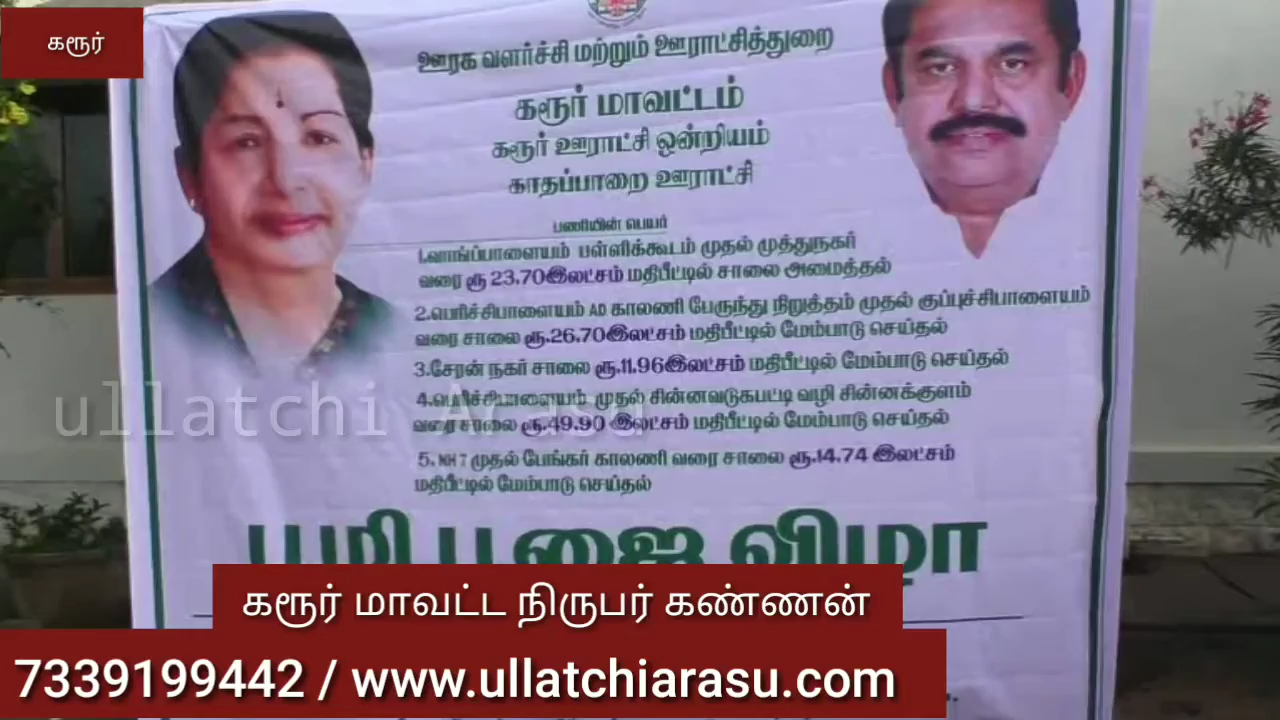 கரூர்
ஊரக வளர்ச்சி மற்றும் ஊராட்சித்துறை
கரூர் மாவட்டம்
கரூர் ஊராட்சி ஒன்றியம்
காதப்பாறை ஊராட்சி
பணியின் பெயர்
1.வாங்ப்பாளையம் பள்ளிக்கூடம் முதல் முத்துநகர்
வரை ரூ 23.70இலட்சம் மதிபீட்டில் சாலை அமைத்தல்
2.பெரிச்சிபாளையம் AD காலணி பேருந்து நிறுத்தம் முதல் குப்புச்சிபாளையம்
வரை சாலை ரூ.26.70இலட்சம் மதிபீட்டில் மேம்பாடு செய்தல்
3.சேரன் நகர் சாலை ரூ.11.96இலட்சம் மதிபீட்டில் மேம்பாடு செய்தல்
4.பெரிச்சிபாளையம் முதல் சின்னவடுகபட்டி வழி சின்னக்குளம்
வரைசாலை ரூ.49.90 இலட்சம் மதிபீட்டில் மேம்பாடு செய்தல்
ullatchi Arasu
5. NH 7 முதல் பேங்கர் காலணி வரை சாலை ரூ.14.74 இலட்சம்
மதிபீட்டில் மேம்பாடு செய்தல்
பூமி பூஜை விழா
கரூர் மாவட்ட நிருபர் கண்ணன்
7339199442 / www.ullatchiarasu.com